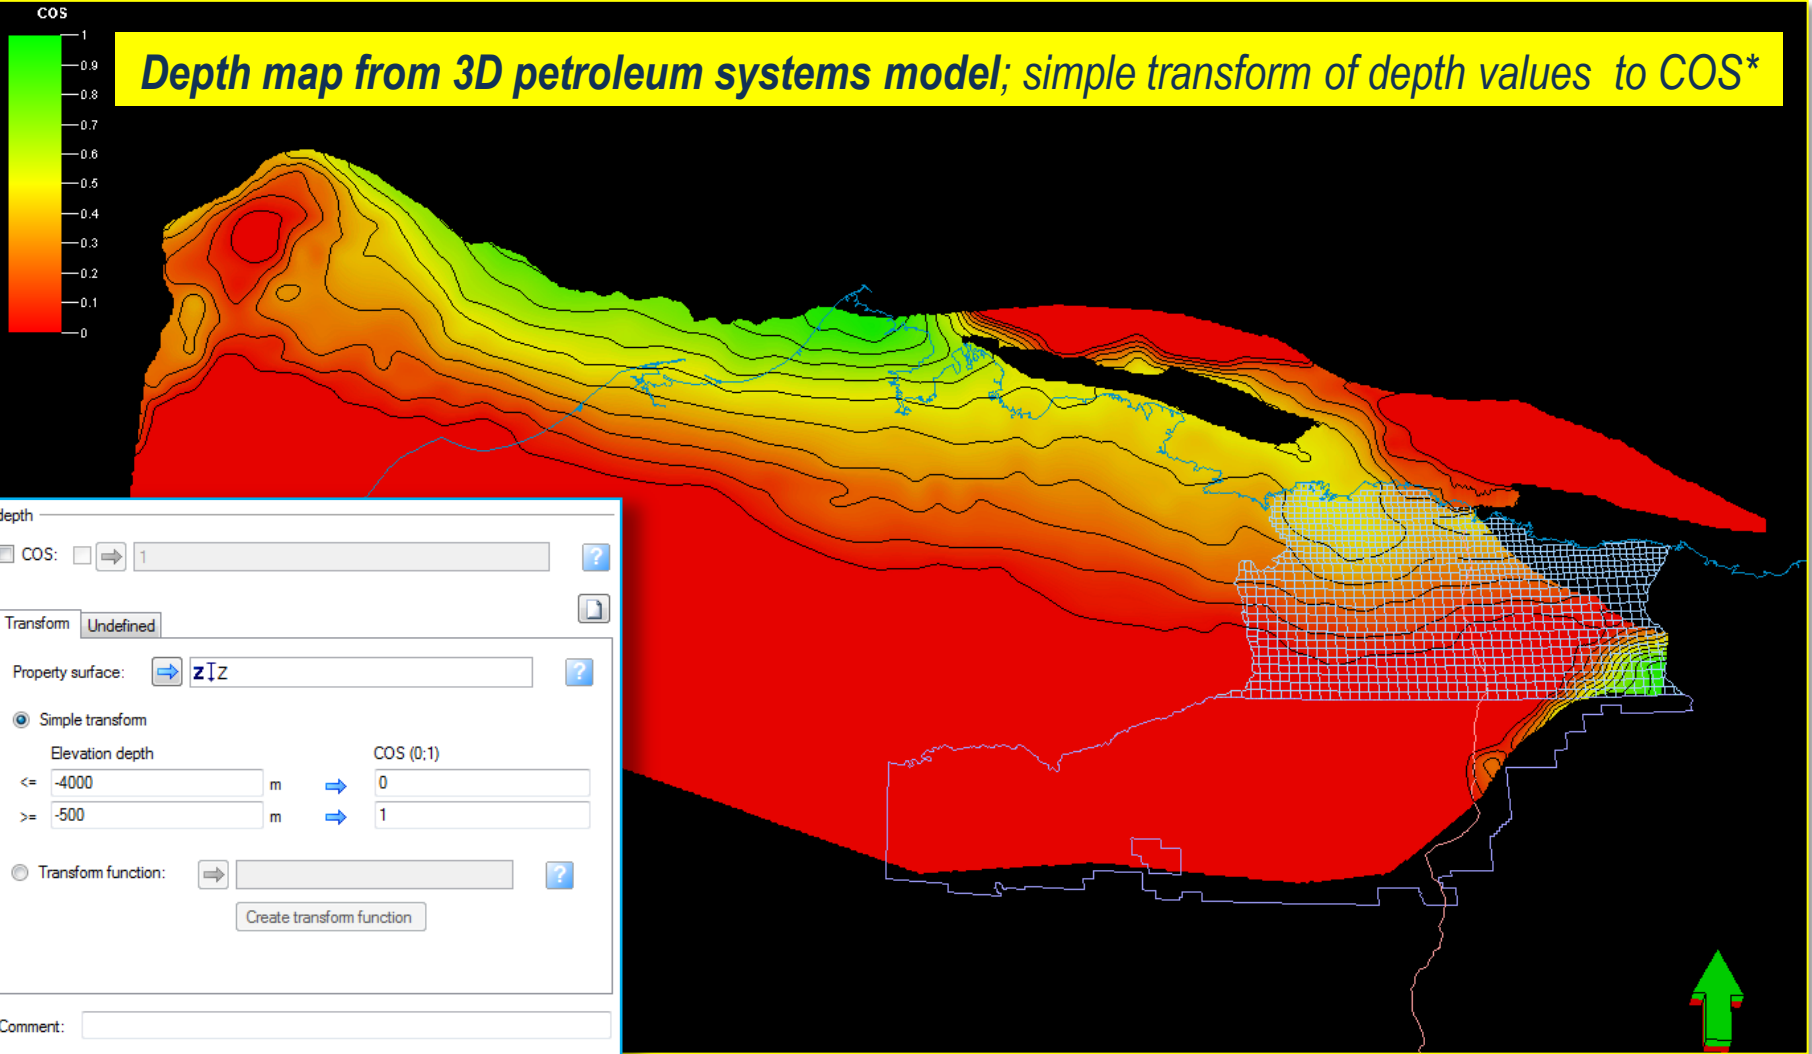 COS
Depth map from 3D petroleum systems model; simple transform of depth values to COS*
1
0.9
0.8
0.7
0.6
0.5
0.4
0.3
0.2
0.1
0
depth
COS: 1 ?
Transform Undefined
Property surface: Z Z ?
Simple transform
Elevation depth COS (0;1)
<= -4000 m 0
>= -500 m 1
Transform function: ?
Create transform function
Comment: